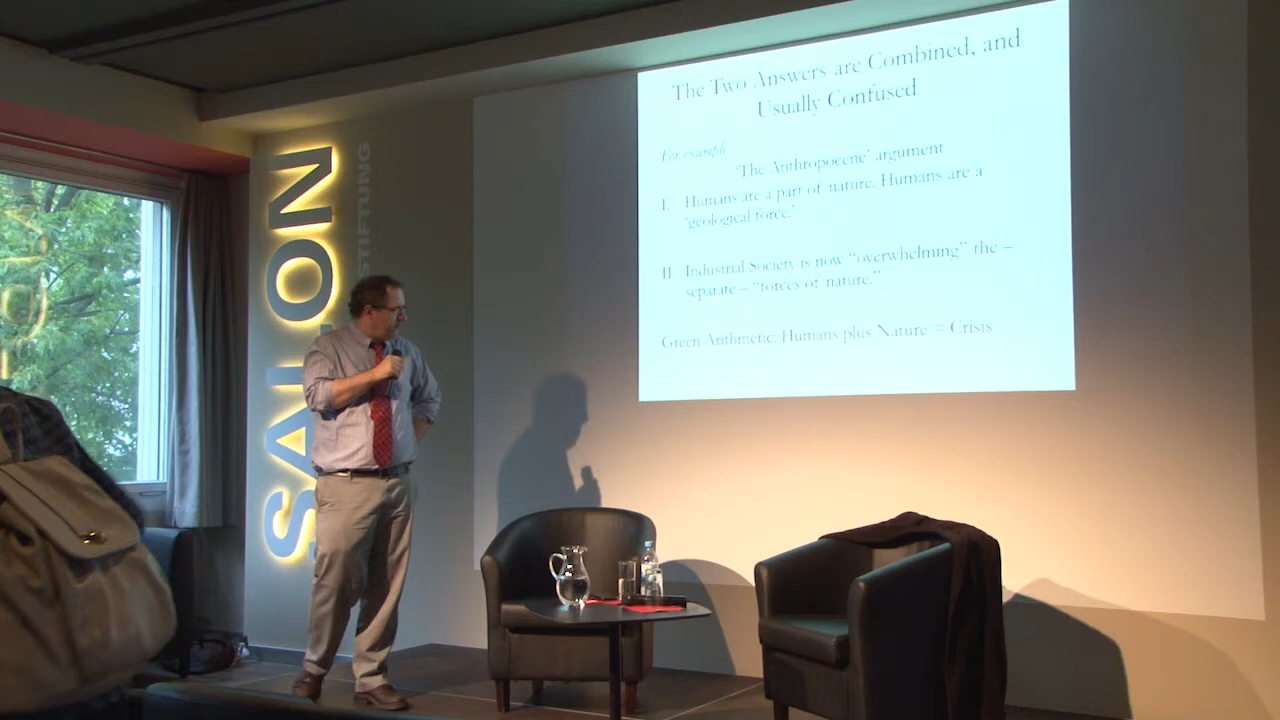 The Two Answers are Combined, and
Usually Confused
For example
'The Anthropocene' argument
I. Humans are a part of nature. Humans are a
'geological force.'
II. Industrial Society is now "overwhelming" the –
separate – "forces of nature."
Green Arithmetic: Humans plus Nature = Crisis
SALON
STIFTUNG